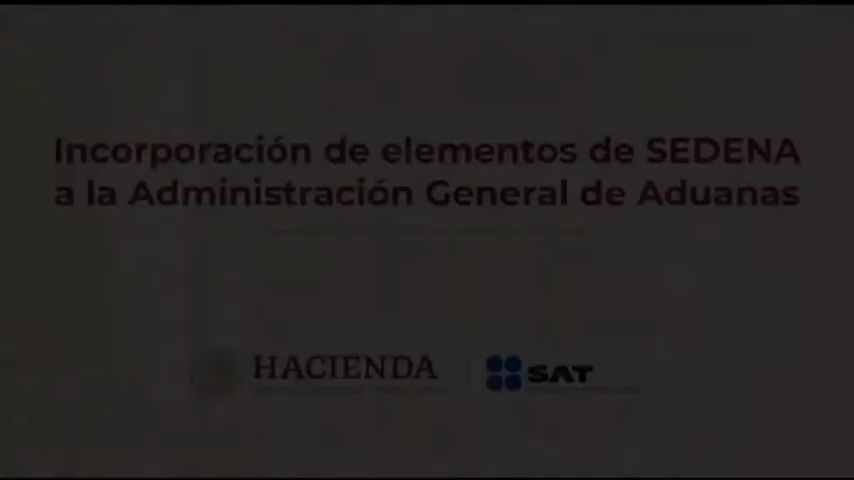 Incorporación de elementos de SEDENA
a la Administración General de Aduanas
HACIENDA
SAT